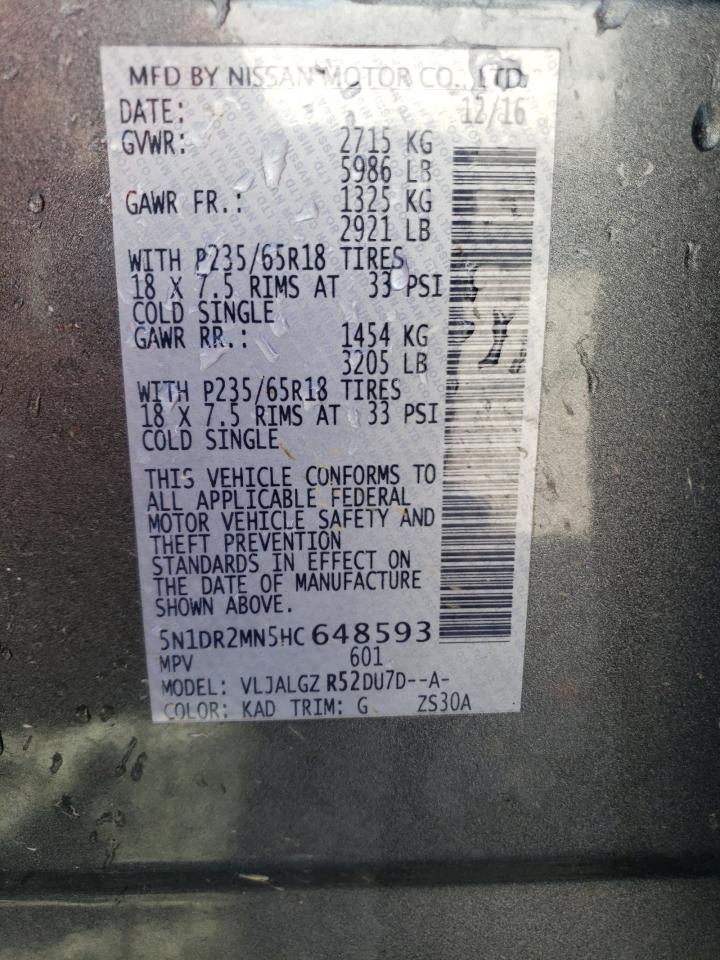 MFD BY NISSAN MOTOR CO., LTD.
DATE: 12/16
GVWR: 2715 KG
5986 LB
GAWR FR.: 1325 KG
2921 LB
WITH P235/65R18 TIRES
18 X 7.5 RIMS AT 33 PSI
COLD SINGLE
GAWR RR.: 1454 KG
3205 LB
WITH P235/65R18 TIRES
18 X 7.5 RIMS AT 33 PSI
COLD SINGLE
THIS VEHICLE CONFORMS TO
ALL APPLICABLE FEDERAL
MOTOR VEHICLE SAFETY AND
THEFT PREVENTION
STANDARDS IN EFFECT ON
THE DATE OF MANUFACTURE
SHOWN ABOVE.
5N1DR2MN5HC648593
MPV 601
MODEL: VLJALGZ R52DU7D--A-
COLOR: KAD TRIM: G ZS30A